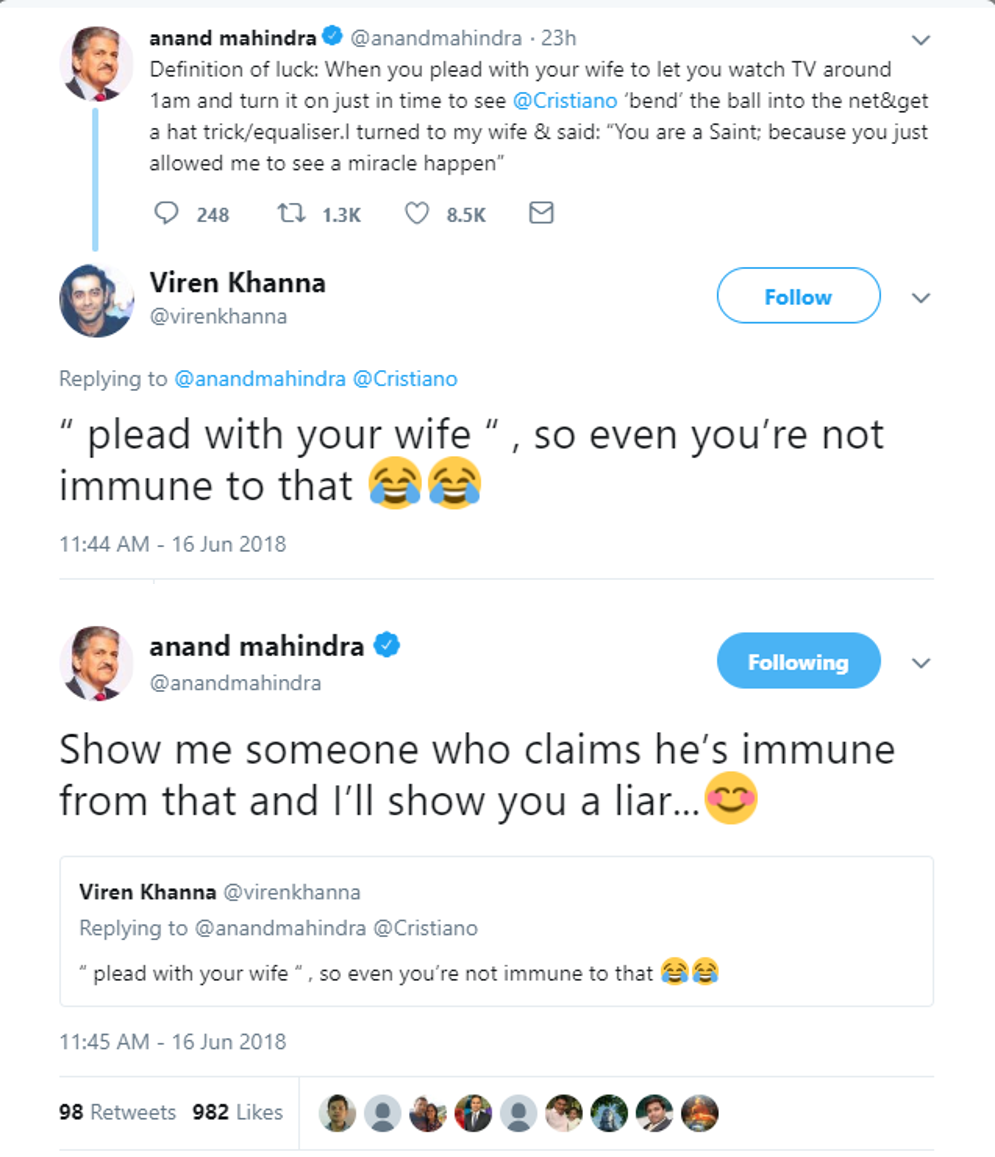 anand mahindra @anandmahindra · 23h
Definition of luck: When you plead with your wife to let you watch TV around
1am and turn it on just in time to see @Cristiano ‘bend’ the ball into the net&get
a hat trick/equaliser.I turned to my wife & said: “You are a Saint; because you just
allowed me to see a miracle happen”
248 1.3K 8.5K
Viren Khanna
@virenkhanna
Follow
Replying to @anandmahindra @Cristiano
“ plead with your wife “ , so even you’re not
immune to that 😂😂
11:44 AM - 16 Jun 2018
anand mahindra
@anandmahindra
Following
Show me someone who claims he’s immune
from that and I’ll show you a liar...😊
Viren Khanna @virenkhanna
Replying to @anandmahindra @Cristiano
“ plead with your wife “ , so even you’re not immune to that 😂😂
11:45 AM - 16 Jun 2018
98 Retweets 982 Likes